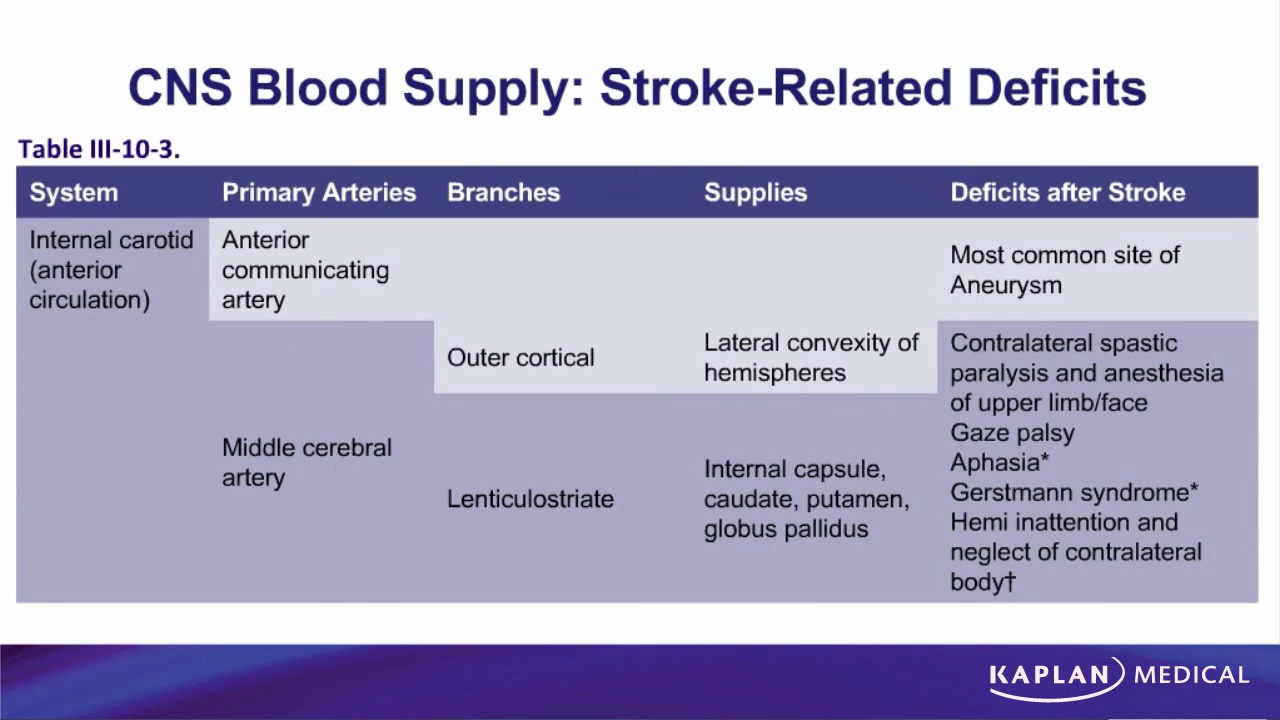 CNS Blood Supply: Stroke-Related Deficits
Table III-10-3.
System
Primary Arteries
Branches
Supplies
Deficits after Stroke
Internal carotid
(anterior
circulation)
Anterior
communicating
artery
Most common site of
Aneurysm
Middle cerebral
artery
Outer cortical
Lateral convexity of
hemispheres
Lenticulostriate
Internal capsule,
caudate, putamen,
globus pallidus
Contralateral spastic
paralysis and anesthesia
of upper limb/face
Gaze palsy
Aphasia*
Gerstmann syndrome*
Hemi inattention and
neglect of contralateral
body†
KAPLAN MEDICAL